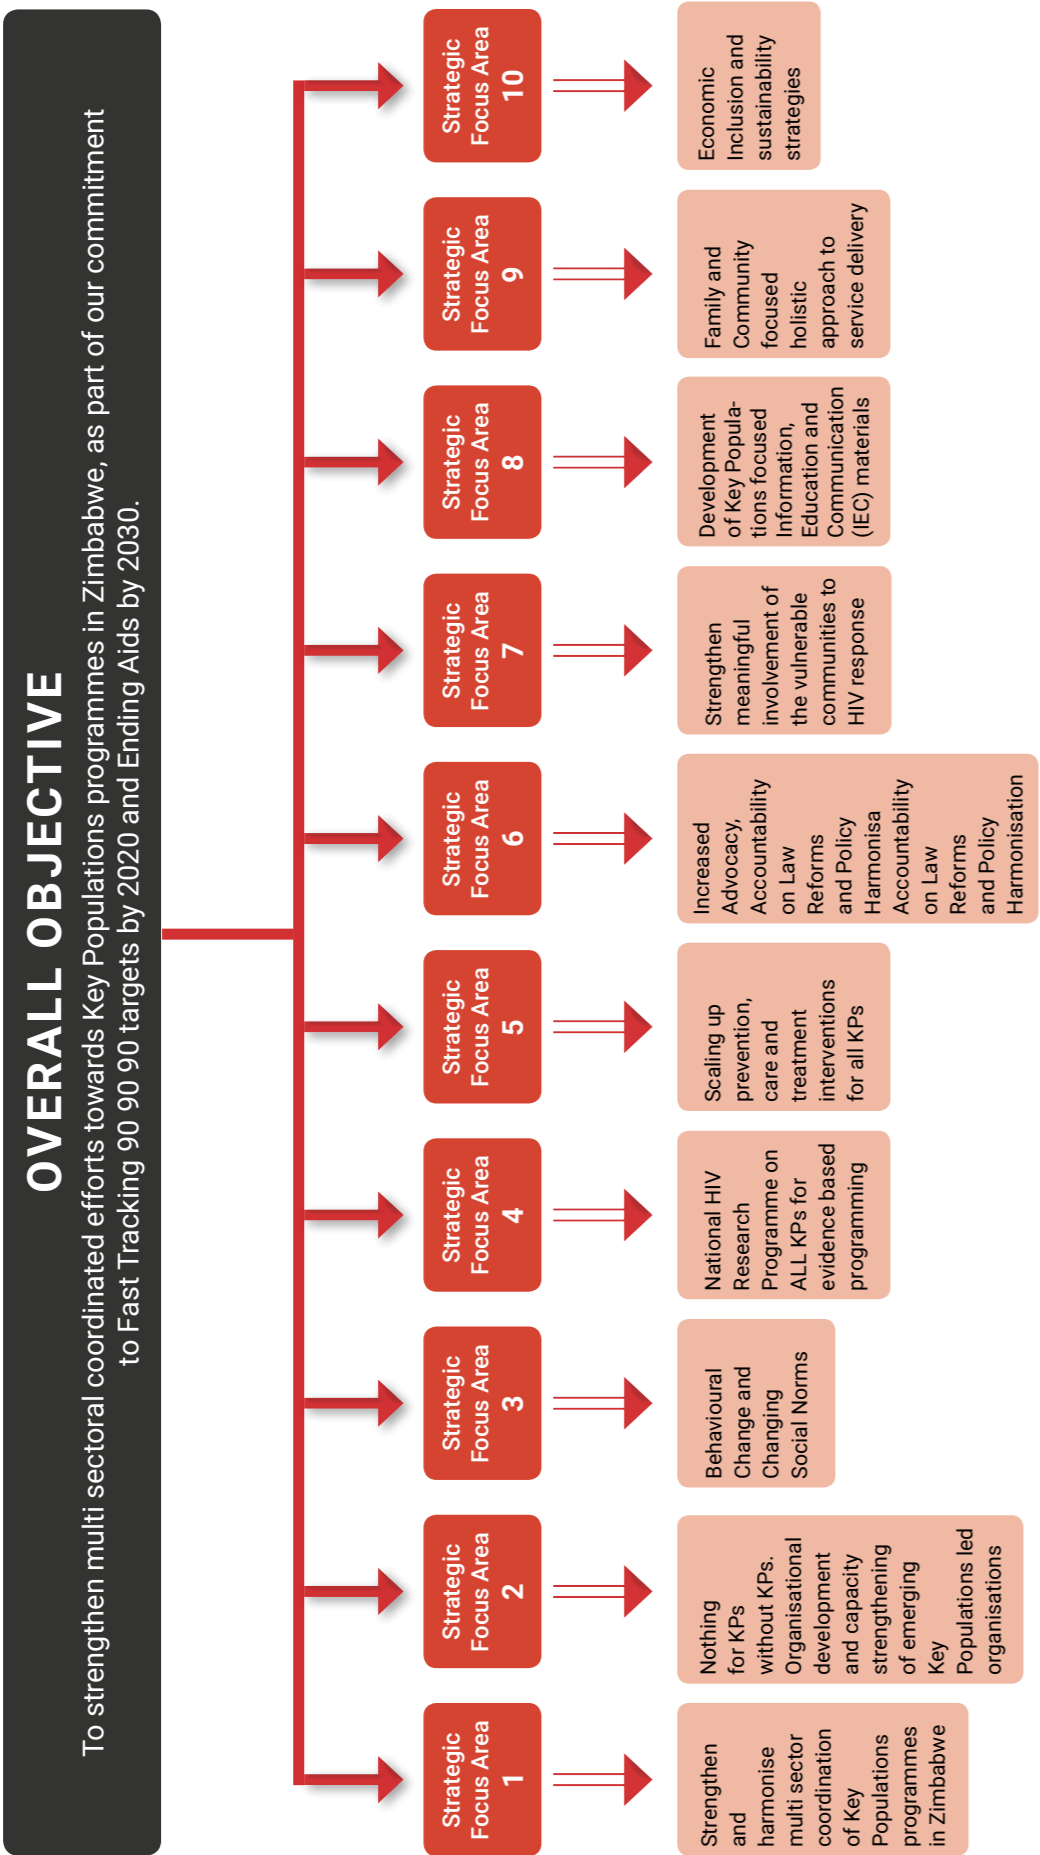 OVERALL OBJECTIVE
To strengthen multi sectoral coordinated efforts towards Key Populations programmes in Zimbabwe, as part of our commitment
to Fast Tracking 90 90 90 targets by 2020 and Ending Aids by 2030.
Strategic
Focus Area
1
Strengthen
and
harmonise
multi sector
coordination
of Key
Populations
programmes
in Zimbabwe
Strategic
Focus Area
2
Nothing
for KPs
without KPs.
Organisational
development
and capacity
strengthening
of emerging
Key
Populations led
organisations
Strategic
Focus Area
3
Behavioural
Change and
Changing
Social Norms
Strategic
Focus Area
4
National HIV
Research
Programme on
ALL KPs for
evidence based
programming
Strategic
Focus Area
5
Scaling up
prevention,
care and
treatment
interventions
for all KPs
Strategic
Focus Area
6
Increased
Advocacy,
Accountability
on Law
Reforms
and Policy
Harmonisa
Accountability
on Law
Reforms
and Policy
Harmonisation
Strategic
Focus Area
7
Strengthen
meaningful
involvement of
the vulnerable
communities to
HIV response
Strategic
Focus Area
8
Development
of Key Popula-
tions focused
Information,
Education and
Communication
(IEC) materials
Strategic
Focus Area
9
Family and
Community
focused
holistic
approach to
service delivery
Strategic
Focus Area
10
Economic
Inclusion and
sustainability
strategies